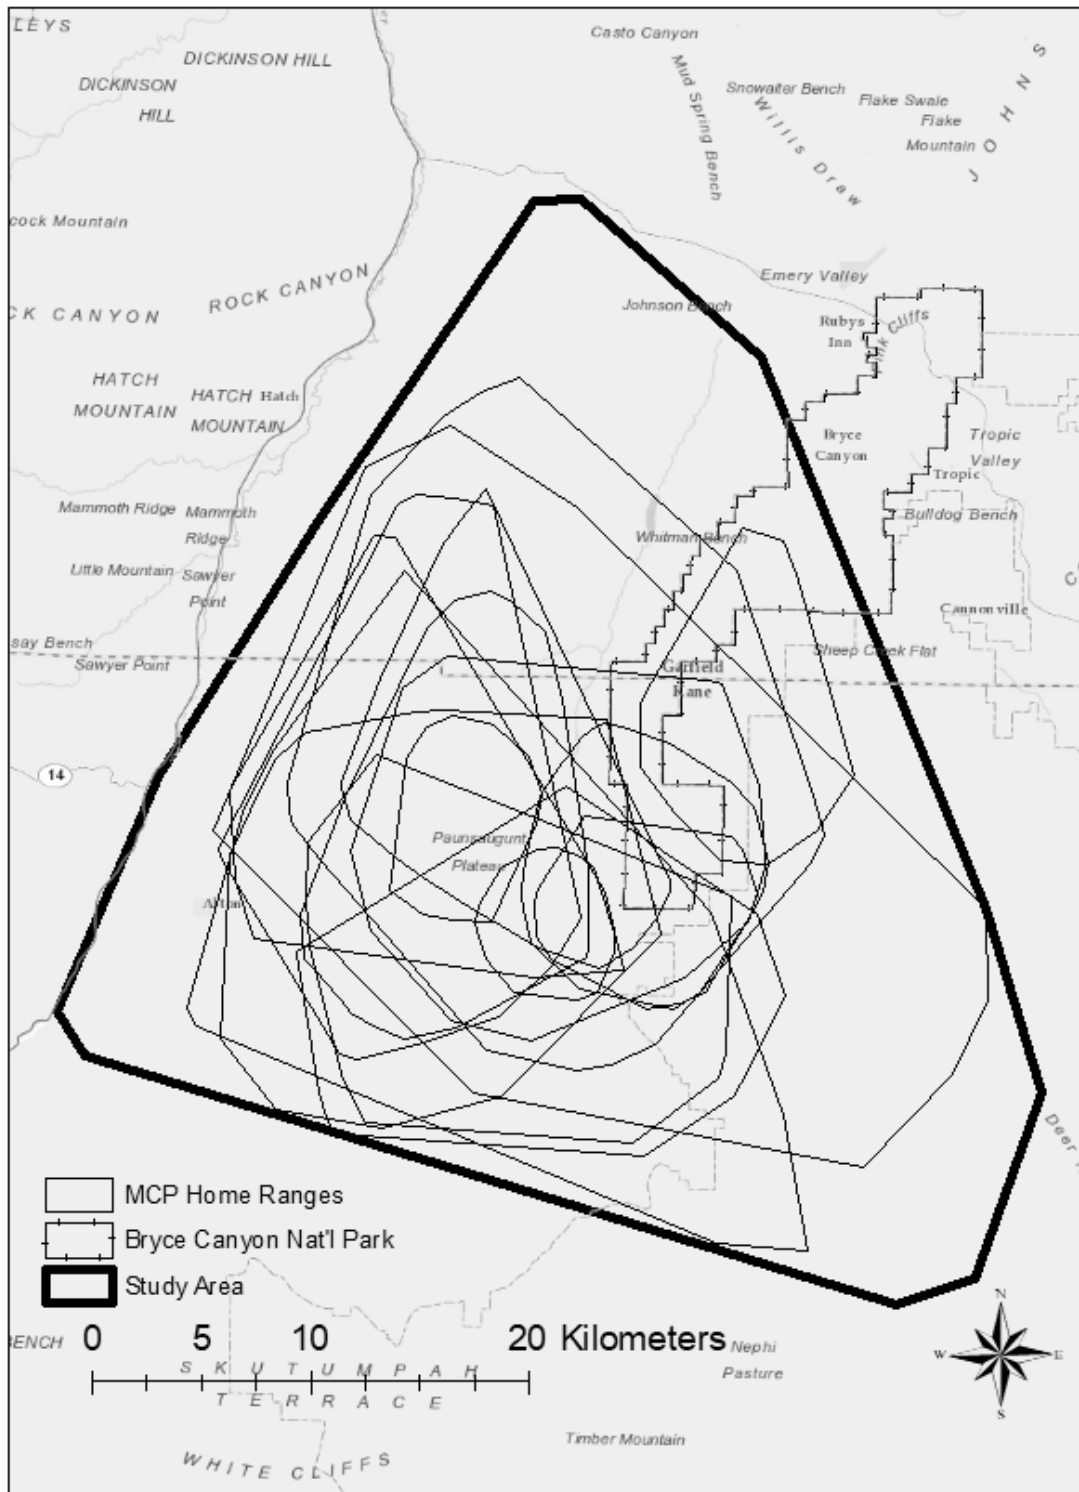 LEYS
Casto Canyon
DICKINSON HILL
DICKINSON
HILL
Mud Spring Bench
Snowalter Bench
Willis Draw
Flake Swale
Flake
Mountain
JOHNS
cock Mountain
ROCK CANYON
CK CANYON
Emery Valley
Johnson Bench
Rubys
Inn
Pink Cliffs
HATCH
MOUNTAIN
HATCH
MOUNTAIN
Hatch
Bryce
Canyon
Tropic
Valley
Tropic
Mammoth Ridge
Mammoth
Ridge
Bulldog Bench
Whitman Bench
Little Mountain
Sawyer
Point
Cannonville
say Bench
Sawyer Point
Sheep Creek Flat
Garfield
Kane
14
Paunsaugunt
Plateau
Alton
Deer
MCP Home Ranges
Bryce Canyon Nat'l Park
Study Area
BENCH
0 5 10 20 Kilometers
SKUTUMPAH
TERRACE
Nephi
Pasture
N
W E
S
Timber Mountain
WHITE CLIFFS